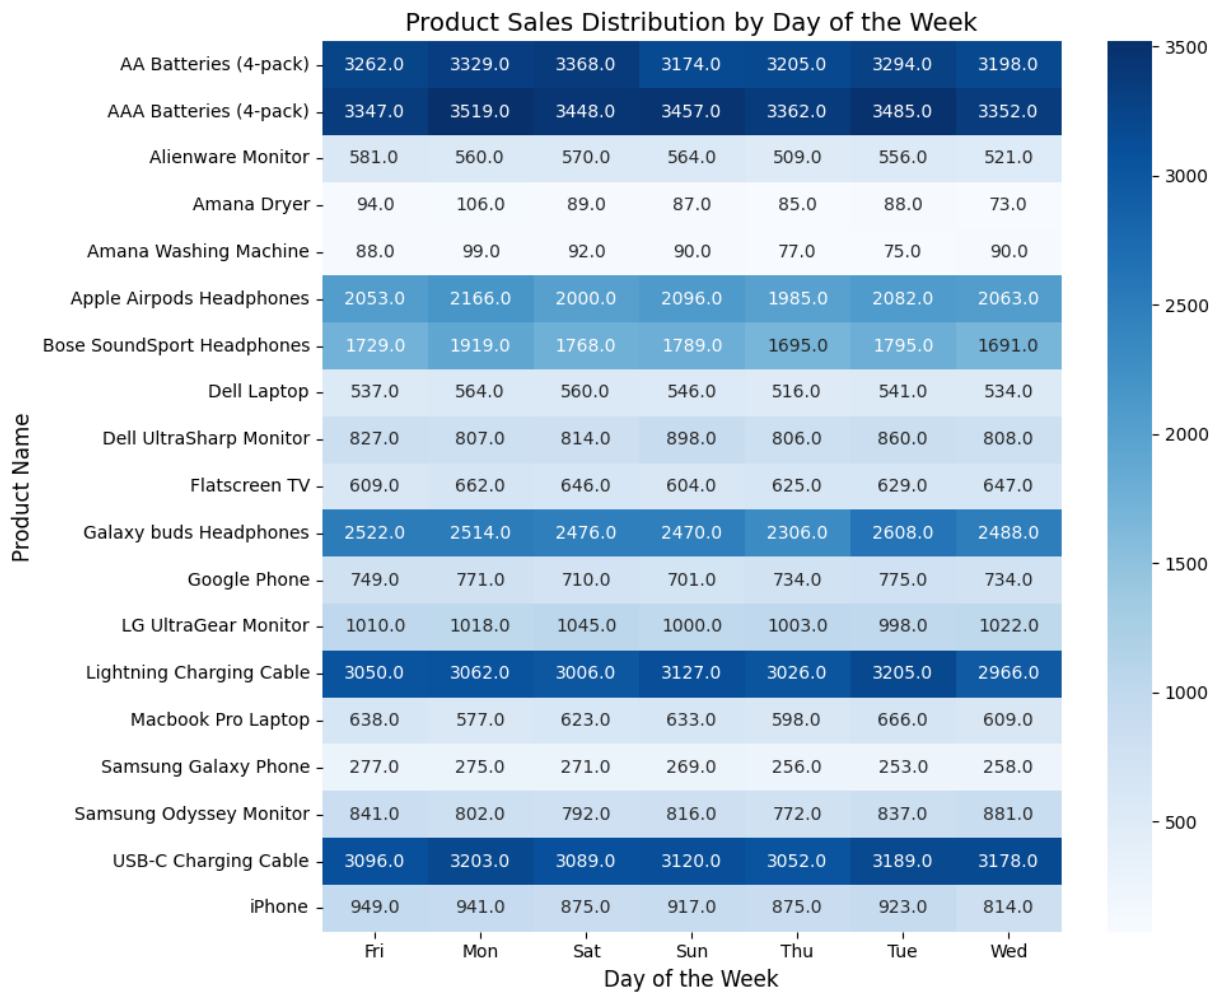 Product Sales Distribution by Day of the Week
AA Batteries (4-pack) 3262.0 3329.0 3368.0 3174.0 3205.0 3294.0 3198.0
AAA Batteries (4-pack) 3347.0 3519.0 3448.0 3457.0 3362.0 3485.0 3352.0
Alienware Monitor 581.0 560.0 570.0 564.0 509.0 556.0 521.0
Amana Dryer 94.0 106.0 89.0 87.0 85.0 88.0 73.0
Amana Washing Machine 88.0 99.0 92.0 90.0 77.0 75.0 90.0
Apple Airpods Headphones 2053.0 2166.0 2000.0 2096.0 1985.0 2082.0 2063.0
Bose SoundSport Headphones 1729.0 1919.0 1768.0 1789.0 1695.0 1795.0 1691.0
Dell Laptop 537.0 564.0 560.0 546.0 516.0 541.0 534.0
Dell UltraSharp Monitor 827.0 807.0 814.0 898.0 806.0 860.0 808.0
Flatscreen TV 609.0 662.0 646.0 604.0 625.0 629.0 647.0
Galaxy buds Headphones 2522.0 2514.0 2476.0 2470.0 2306.0 2608.0 2488.0
Google Phone 749.0 771.0 710.0 701.0 734.0 775.0 734.0
LG UltraGear Monitor 1010.0 1018.0 1045.0 1000.0 1003.0 998.0 1022.0
Lightning Charging Cable 3050.0 3062.0 3006.0 3127.0 3026.0 3205.0 2966.0
Macbook Pro Laptop 638.0 577.0 623.0 633.0 598.0 666.0 609.0
Samsung Galaxy Phone 277.0 275.0 271.0 269.0 256.0 253.0 258.0
Samsung Odyssey Monitor 841.0 802.0 792.0 816.0 772.0 837.0 881.0
USB-C Charging Cable 3096.0 3203.0 3089.0 3120.0 3052.0 3189.0 3178.0
iPhone 949.0 941.0 875.0 917.0 875.0 923.0 814.0
Fri Mon Sat Sun Thu Tue Wed
Day of the Week
Product Name
3500
3000
2500
2000
1500
1000
500